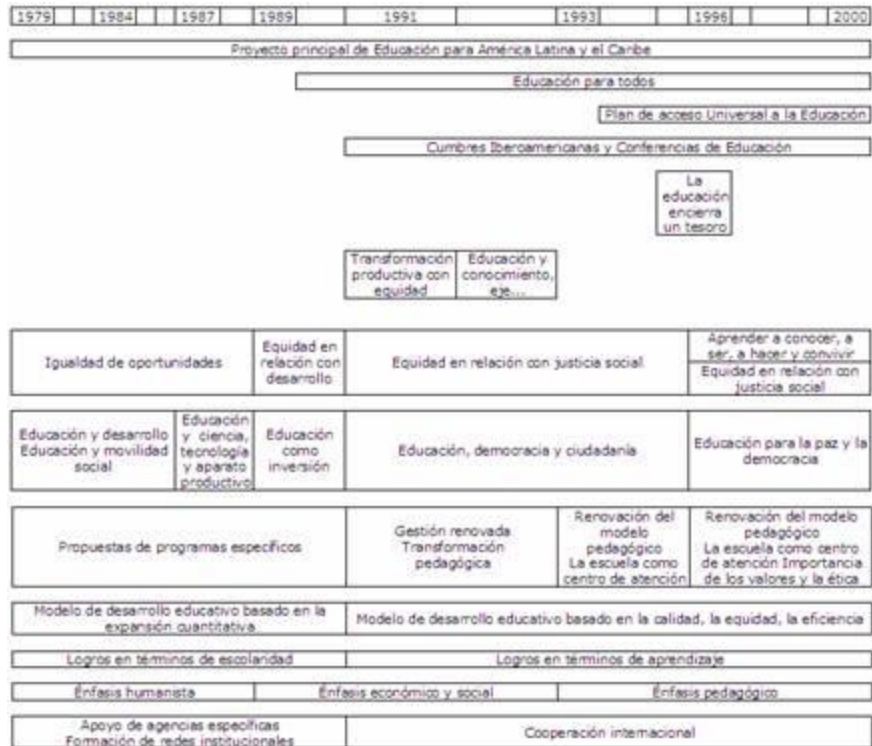 1979 1984 1987 1989 1991 1993 1996 2000
Proyecto principal de Educación para América Latina y el Caribe
Educación para todos
Plan de acceso Universal a la Educación
Cumbres Iberoamericanas y Conferencias de Educación
La
educación
encierra
un tesoro
Transformación
productiva con
equidad
Educación y
conocimiento,
eje...
Igualdad de oportunidades
Equidad en
relación con
desarrollo
Equidad en relación con justicia social
Aprender a conocer, a
ser, a hacer y convivir
Equidad en relación con
justicia social
Educación y desarrollo
Educación y movilidad
social
Educación
y ciencia,
tecnología
y aparato
productivo
Educación
como
inversión
Educación, democracia y ciudadanía
Educación para la paz y la
democracia
Propuestas de programas específicos
Gestión renovada
Transformación
pedagógica
Renovación del
modelo
pedagógico
La escuela como
centro de atención
Renovación del modelo
pedagógico
La escuela como centro
de atención Importancia
de los valores y la ética
Modelo de desarrollo educativo basado en la
expansión cuantitativa
Modelo de desarrollo educativo basado en la calidad, la equidad, la eficiencia
Logros en términos de escolaridad
Logros en términos de aprendizaje
Énfasis humanista
Énfasis económico y social
Énfasis pedagógico
Apoyo de agencias específicas
Formación de redes institucionales
Cooperación internacional